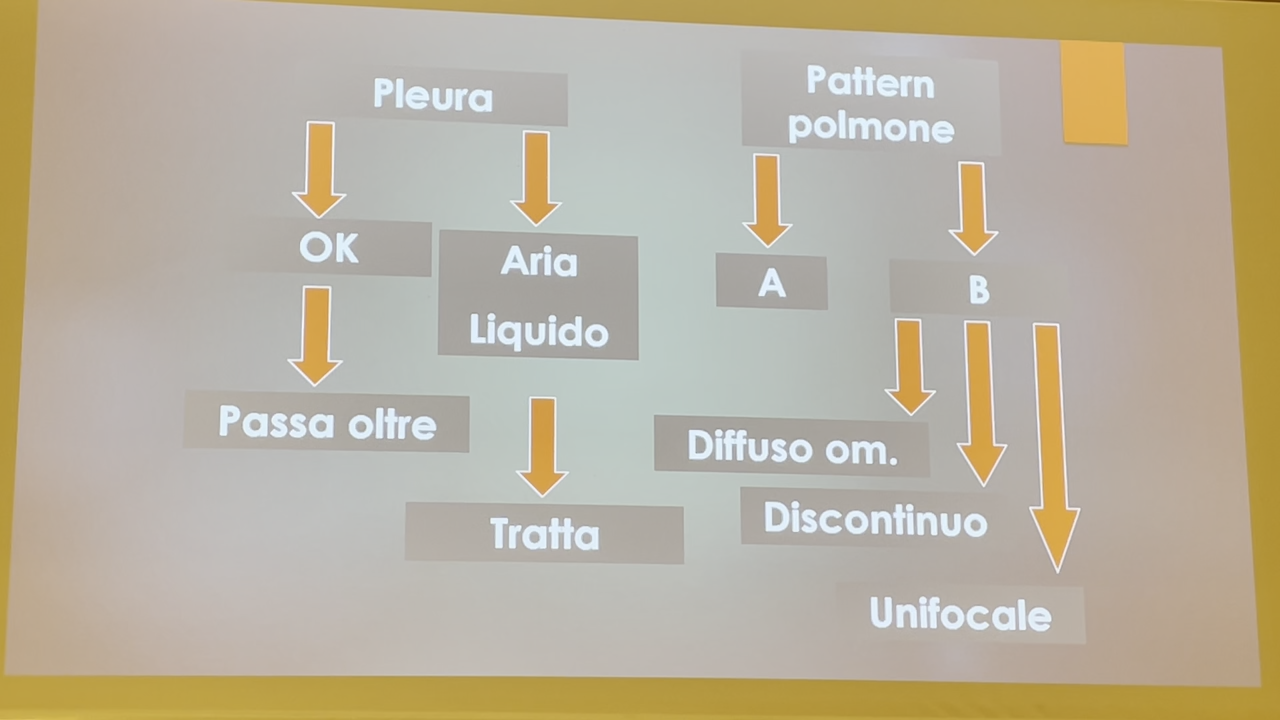 Pleura
OK
Aria
Liquido
Passa oltre
Tratta
Pattern
polmone
A
B
Diffuso om.
Discontinuo
Unifocale